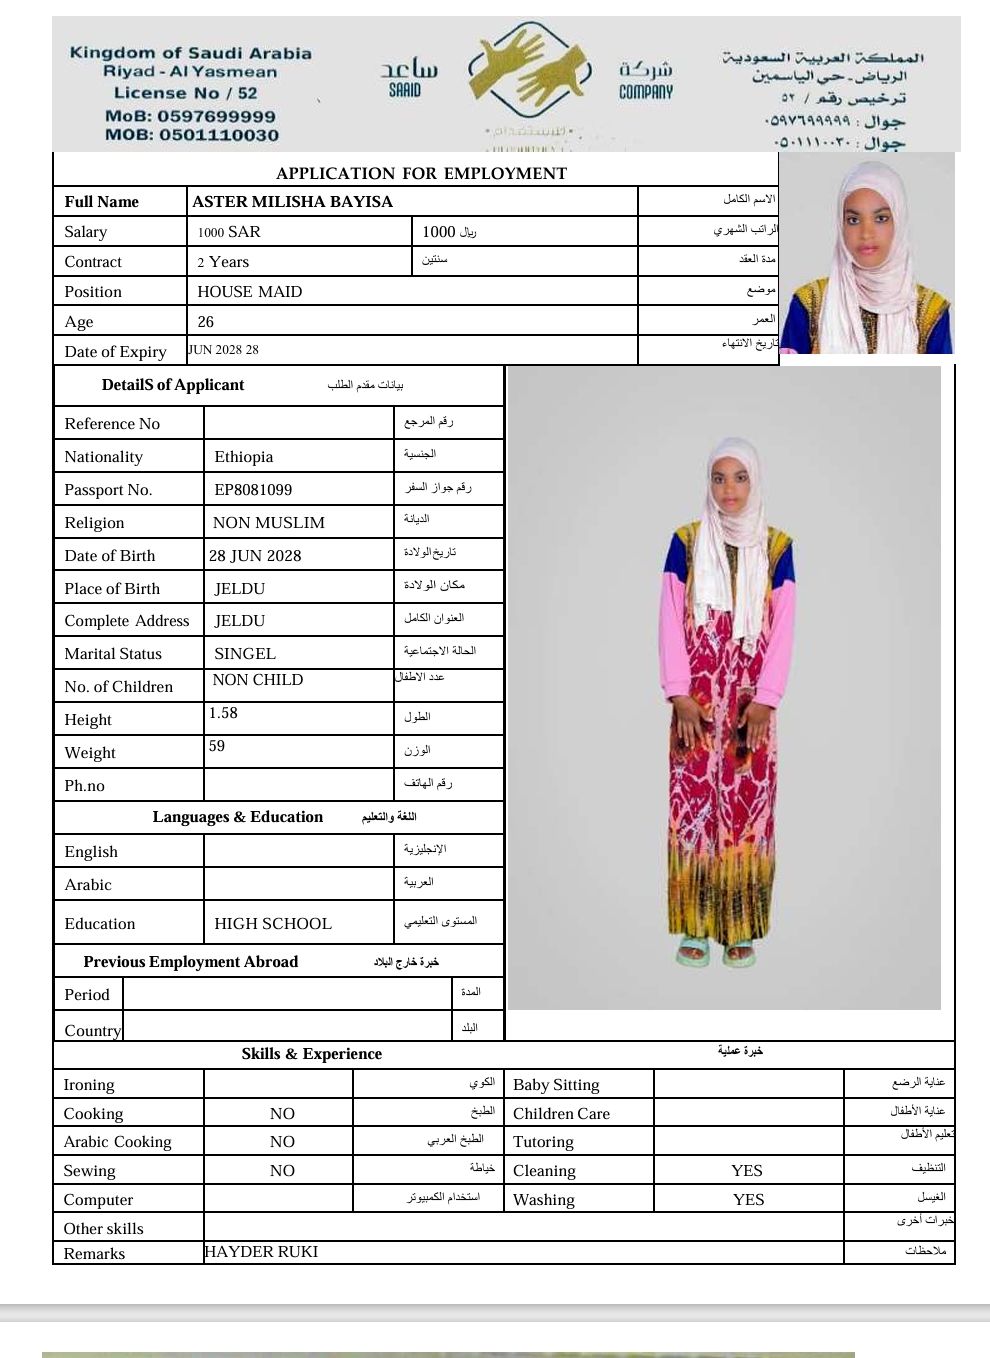 Kingdom of Saudi Arabia
Riyad - Al Yasmean
License No / 52
MoB: 0597699999
MOB: 0501110030
ساعد
SAAID
شركة
COMPANY
للاستقدام
المملكة العربية السعودية
الرياض - حي الياسمين
ترخيص رقم / ٥٢
جوال : ٠٥٩٧٦٩٩٩٩٩
جوال : ٠٥٠١١١٠٠٣٠
APPLICATION FOR EMPLOYMENT
Full Name ASTER MILISHA BAYISA الاسم الكامل
Salary 1000 SAR 1000 ريال الراتب الشهري
Contract 2 Years سنتين مدة العقد
Position HOUSE MAID موضع
Age 26 العمر
Date of Expiry JUN 2028 28 تاريخ الانتهاء
DetailS of Applicant بيانات مقدم الطلب
Reference No رقم المرجع
Nationality Ethiopia الجنسية
Passport No. EP8081099 رقم جواز السفر
Religion NON MUSLIM الديانة
Date of Birth 28 JUN 2028 تاريخ الولادة
Place of Birth JELDU مكان الولادة
Complete Address JELDU العنوان الكامل
Marital Status SINGEL الحالة الاجتماعية
No. of Children NON CHILD عدد الاطفال
Height 1.58 الطول
Weight 59 الوزن
Ph.no رقم الهاتف
Languages & Education اللغة والتعليم
English الإنجليزية
Arabic العربية
Education HIGH SCHOOL المستوى التعليمي
Previous Employment Abroad خبرة خارج البلاد
Period المدة
Country البلد
Skills & Experience خبرة عملية
Ironing الكوي Baby Sitting عناية الرضع
Cooking NO الطبخ Children Care عناية الأطفال
Arabic Cooking NO الطبخ العربي Tutoring تعليم الأطفال
Sewing NO خياطة Cleaning YES التنظيف
Computer استخدام الكمبيوتر Washing YES الغيسل
Other skills خبرات أخرى
Remarks HAYDER RUKI ملاحظات